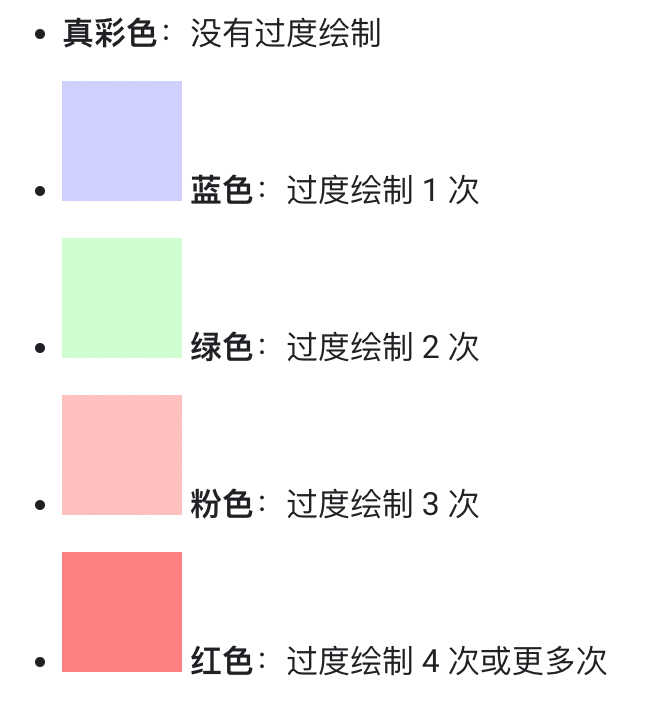 真彩色：没有过度绘制
蓝色：过度绘制 1 次
绿色：过度绘制 2 次
粉色：过度绘制 3 次
红色：过度绘制 4 次或更多次